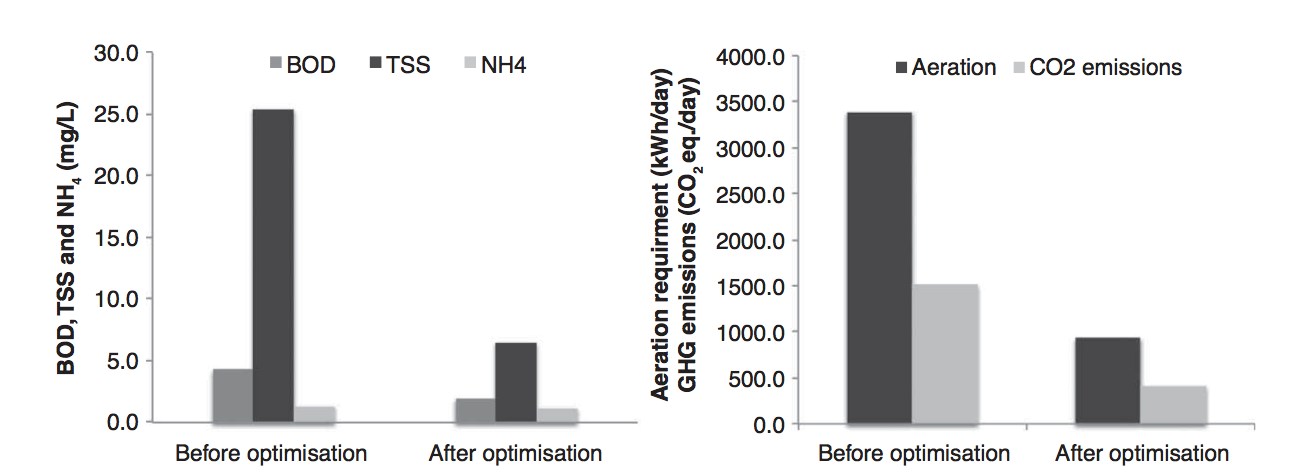 BOD, TSS and NH4 (mg/L)
30.0
25.0
20.0
15.0
10.0
5.0
0.0
BOD TSS NH4
Before optimisation After optimisation
Aeration requirment (kWh/day)
GHG emissions (CO2 eq./day)
4000.0
3500.0
3000.0
2500.0
2000.0
1500.0
1000.0
500.0
0.0
Aeration CO2 emissions
Before optimisation After optimisation